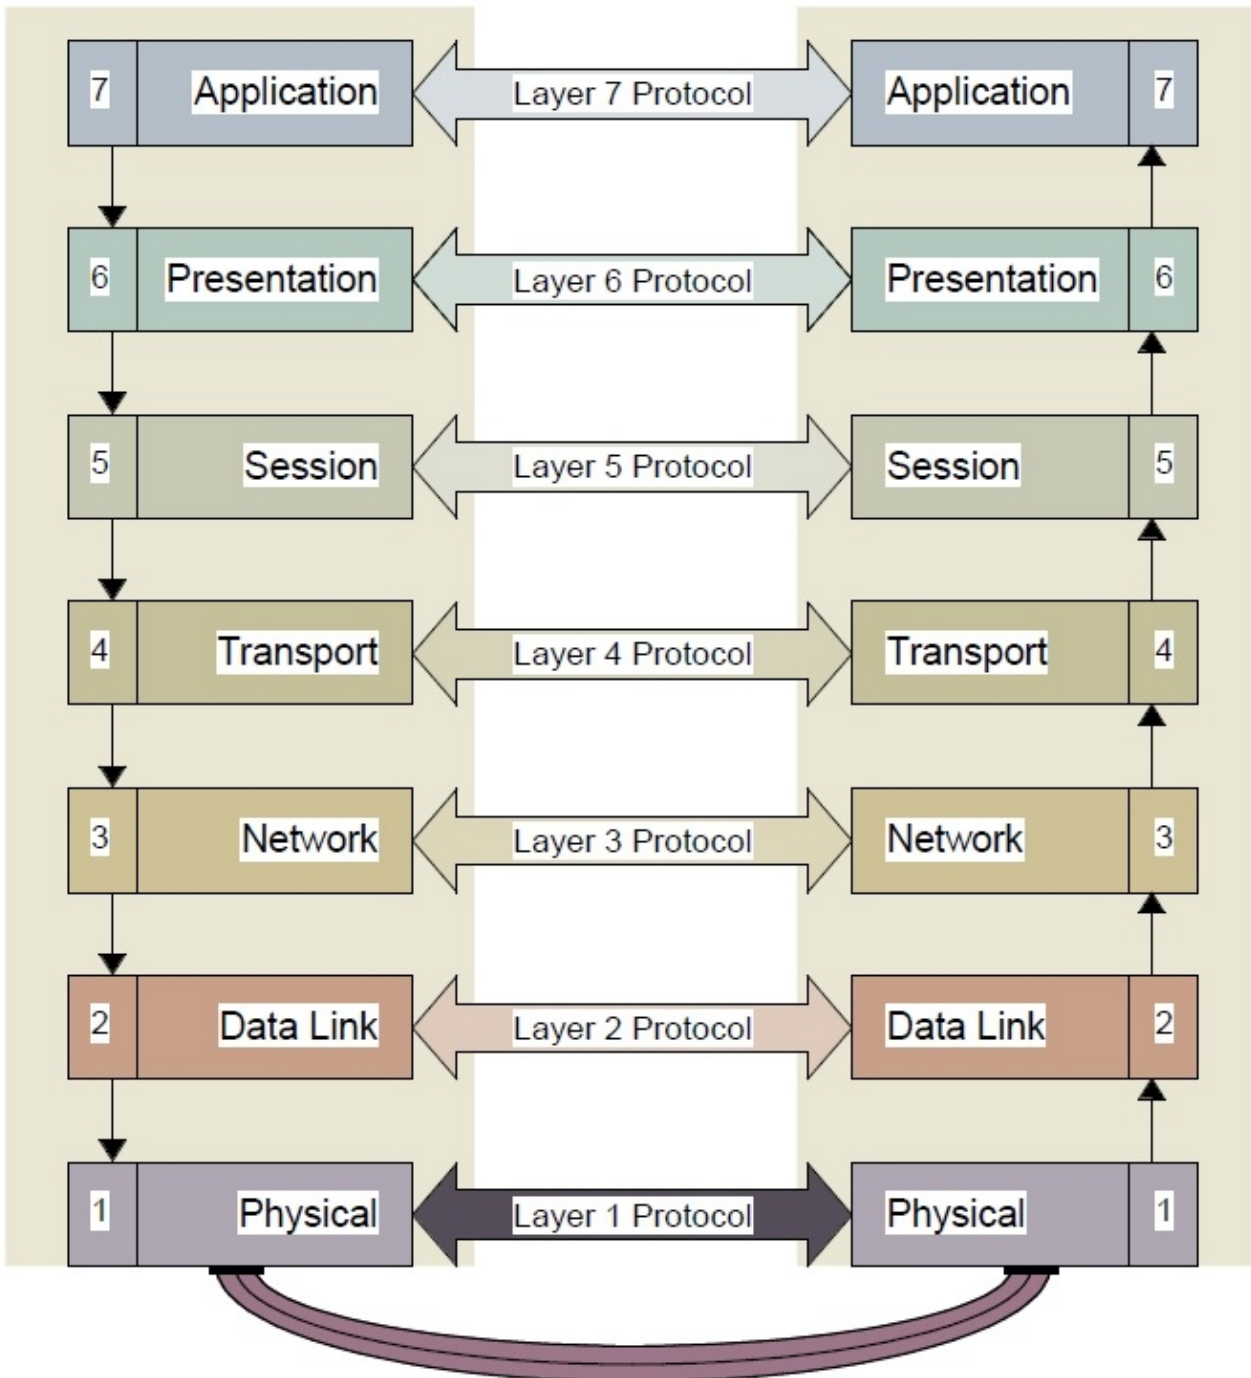 7 Application Layer 7 Protocol Application 7
6 Presentation Layer 6 Protocol Presentation 6
5 Session Layer 5 Protocol Session 5
4 Transport Layer 4 Protocol Transport 4
3 Network Layer 3 Protocol Network 3
2 Data Link Layer 2 Protocol Data Link 2
1 Physical Layer 1 Protocol Physical 1